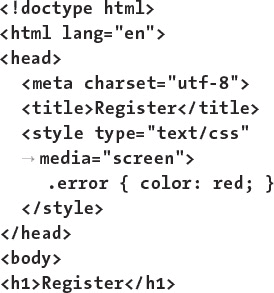 <!doctype html>
<html lang="en">
<head>
  <meta charset="utf-8">
  <title>Register</title>
  <style type="text/css"
  → media="screen">
    .error { color: red; }
  </style>
</head>
<body>
<h1>Register</h1>